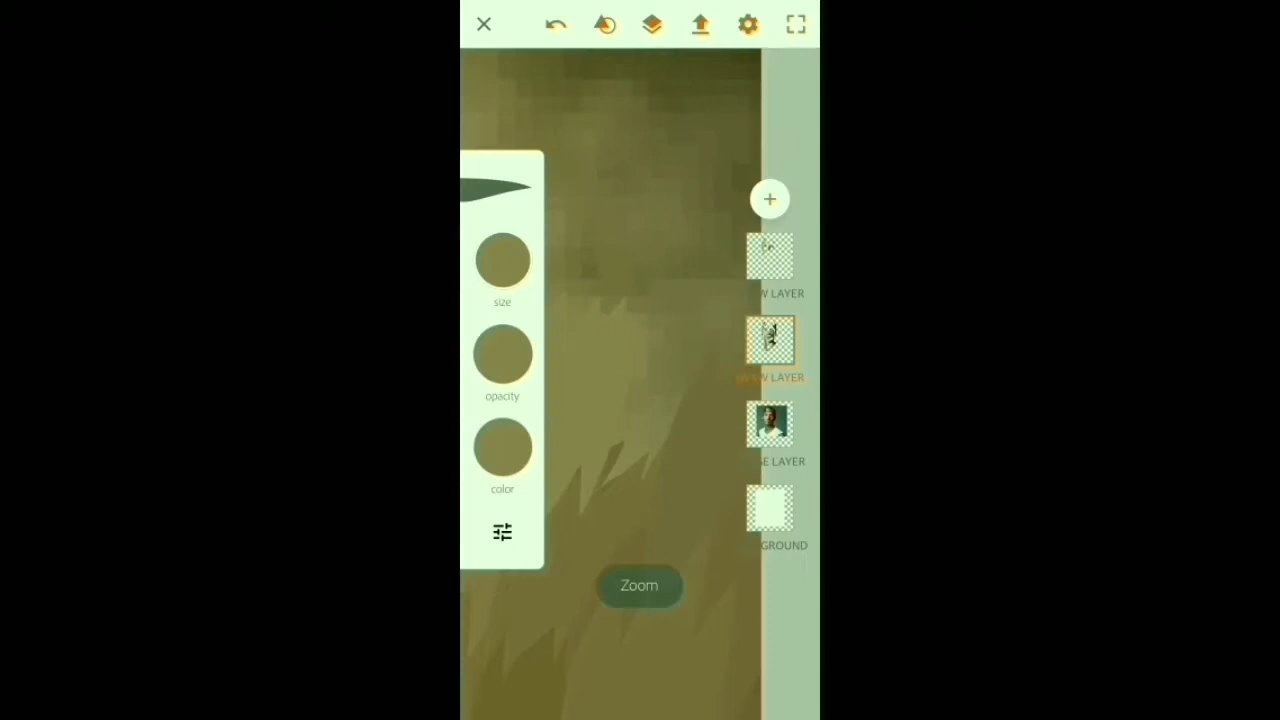 size
W LAYER
W LAYER
opacity
LAYER
color
GROUND
Zoom